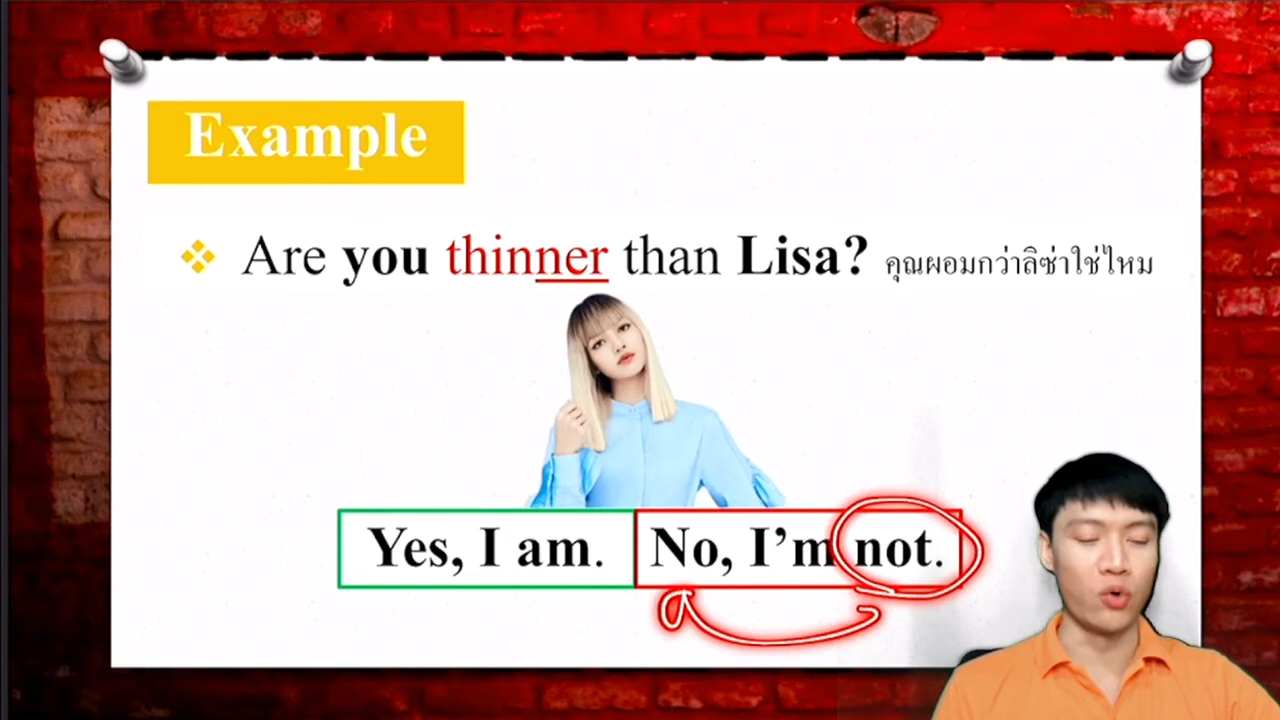 Example
Are you thinner than Lisa? คุณผอมกว่าลิซ่าใช่ไหม
Yes, I am. No, I’m not.